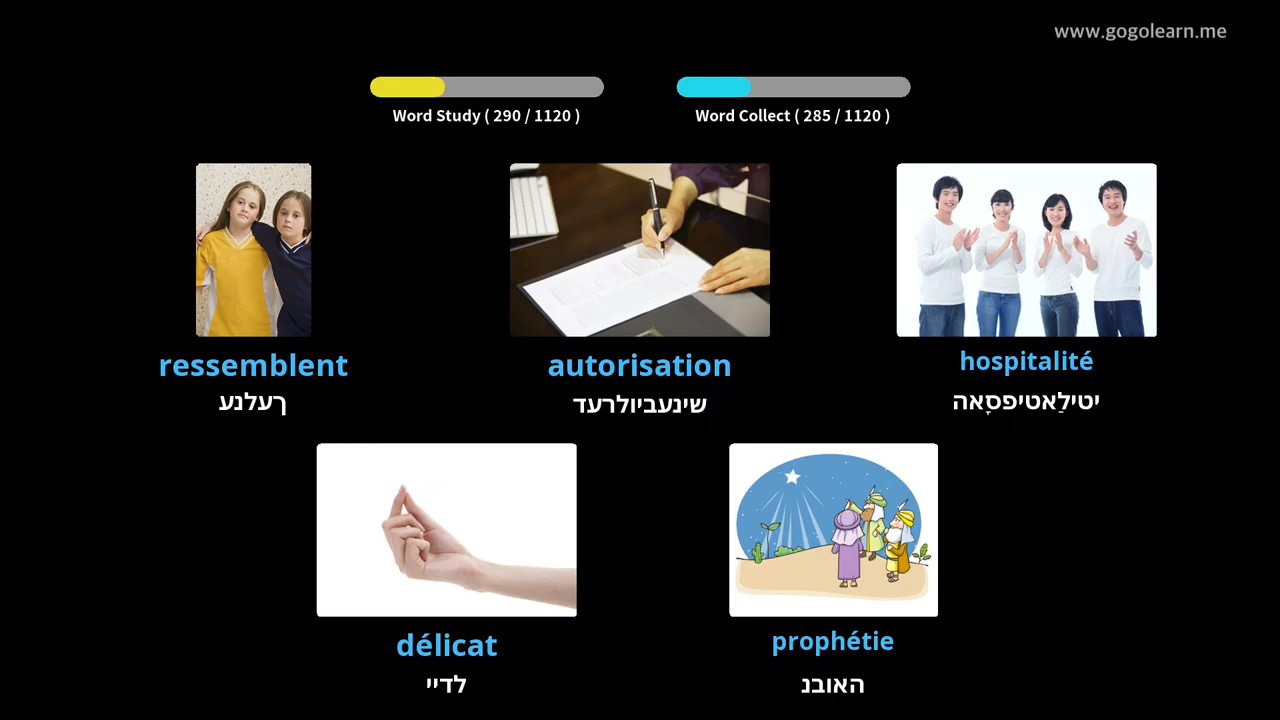 www.gogolearn.me
Word Study ( 290 / 1120 )
Word Collect ( 285 / 1120 )
ressemblent
ךעלנע
autorisation
שינעביולרעד
hospitalité
יטילַאטיפסָאה
délicat
לדיי
prophétie
האובנ